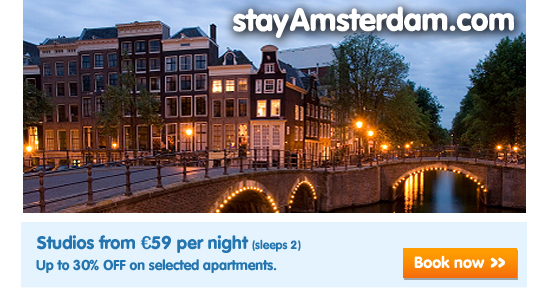 stayAmsterdam.com
Studios from €59 per night (sleeps 2)
Up to 30% OFF on selected apartments.
Book now >>